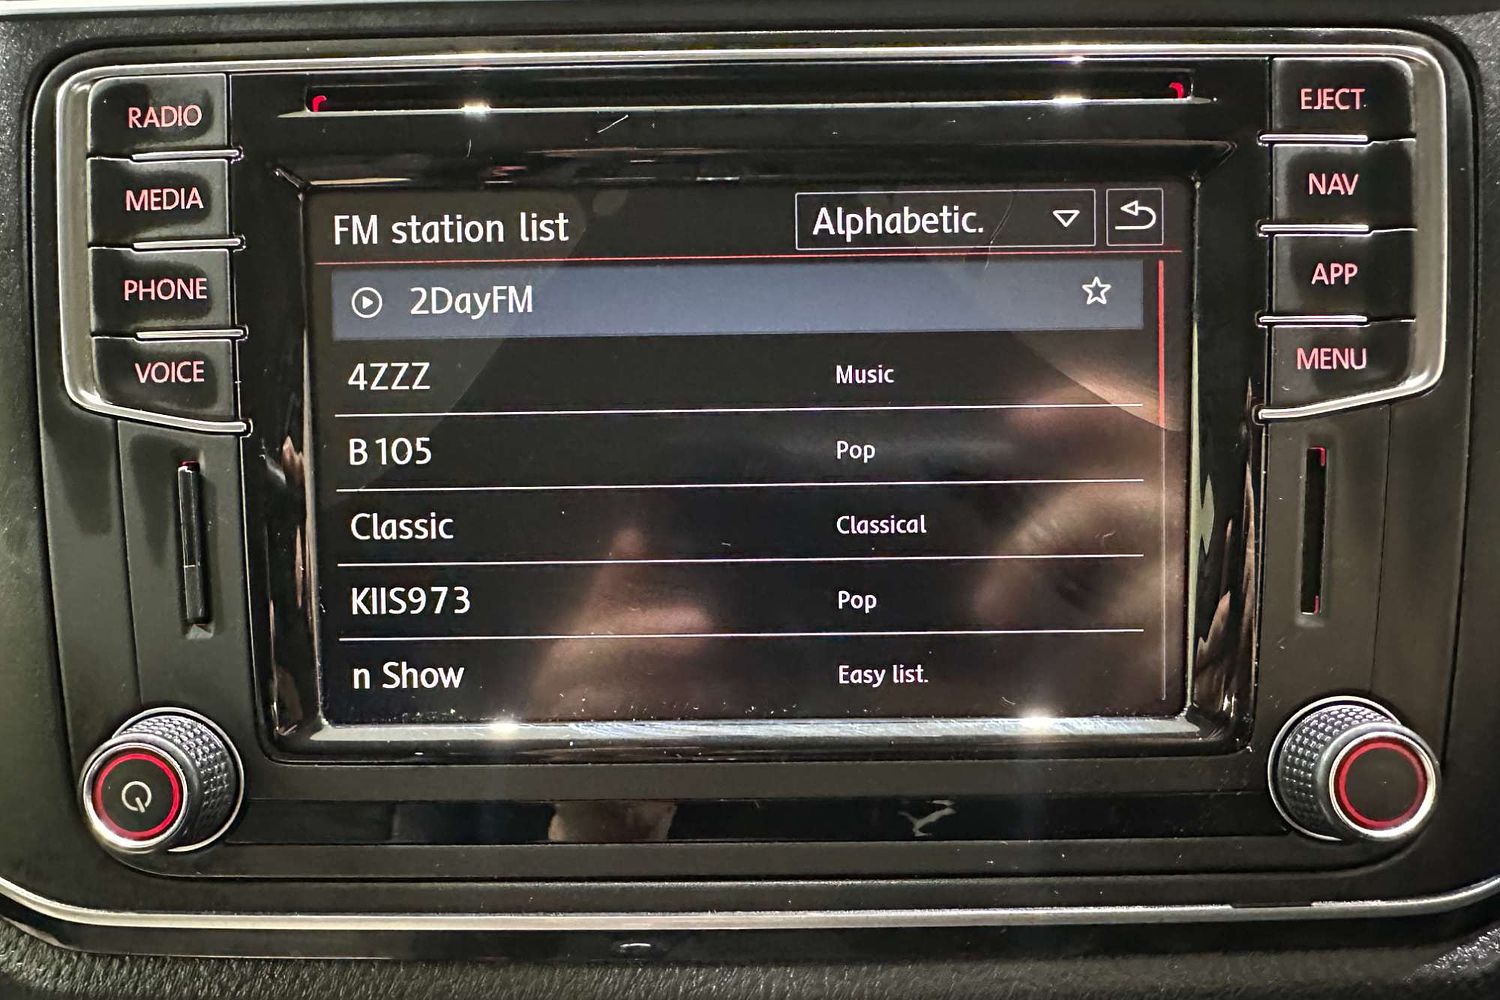 RADIO
MEDIA
PHONE
VOICE
EJECT
NAV
APP
MENU
FM station list
Alphabetic.
2DayFM
4ZZZ Music
B 105 Pop
Classic Classical
KIIS973 Pop
n Show Easy list.